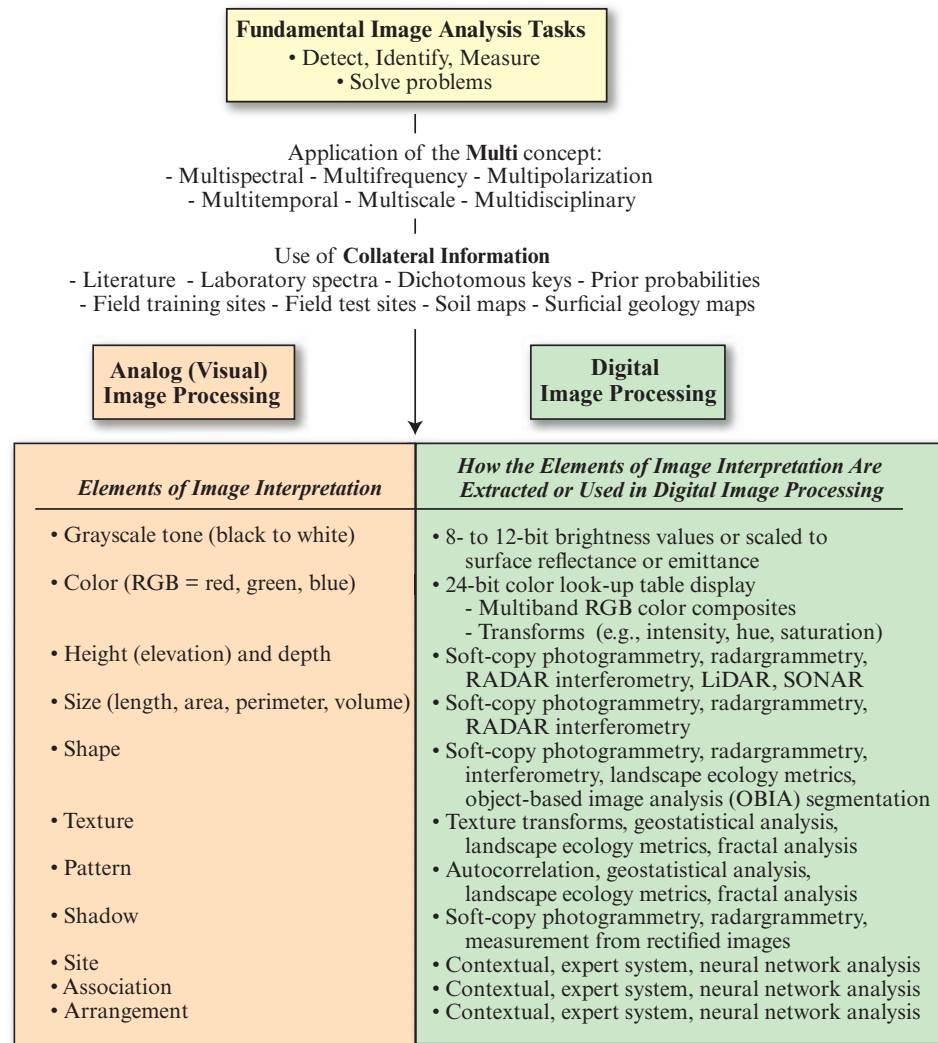 Fundamental Image Analysis Tasks
• Detect, Identify, Measure
• Solve problems
Application of the Multi concept:
- Multispectral - Multifrequency - Multipolarization
- Multitemporal - Multiscale - Multidisciplinary
Use of Collateral Information
- Literature - Laboratory spectra - Dichotomous keys - Prior probabilities
- Field training sites - Field test sites - Soil maps - Surficial geology maps
Analog (Visual)
Image Processing
Digital
Image Processing
Elements of Image Interpretation
• Grayscale tone (black to white)
• Color (RGB = red, green, blue)
• Height (elevation) and depth
• Size (length, area, perimeter, volume)
• Shape
• Texture
• Pattern
• Shadow
• Site
• Association
• Arrangement
How the Elements of Image Interpretation Are
Extracted or Used in Digital Image Processing
• 8- to 12-bit brightness values or scaled to
surface reflectance or emittance
• 24-bit color look-up table display
- Multiband RGB color composites
- Transforms (e.g., intensity, hue, saturation)
• Soft-copy photogrammetry, radargrammetry,
RADAR interferometry, LiDAR, SONAR
• Soft-copy photogrammetry, radargrammetry,
RADAR interferometry
• Soft-copy photogrammetry, radargrammetry,
interferometry, landscape ecology metrics,
object-based image analysis (OBIA) segmentation
• Texture transforms, geostatistical analysis,
landscape ecology metrics, fractal analysis
• Autocorrelation, geostatistical analysis,
landscape ecology metrics, fractal analysis
• Soft-copy photogrammetry, radargrammetry,
measurement from rectified images
• Contextual, expert system, neural network analysis
• Contextual, expert system, neural network analysis
• Contextual, expert system, neural network analysis